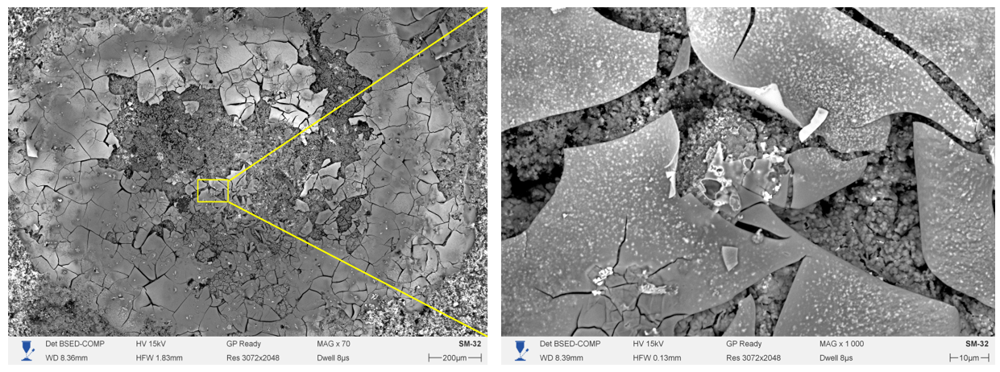 Det BSED-COMP HV 15kV GP Ready MAG x 70 SM-32
WD 8.36mm HFW 1.83mm Res 3072x2048 Dwell 8µs 200µm
Det BSED-COMP HV 15kV GP Ready MAG x 1 000 SM-32
WD 8.39mm HFW 0.13mm Res 3072x2048 Dwell 8µs 10µm